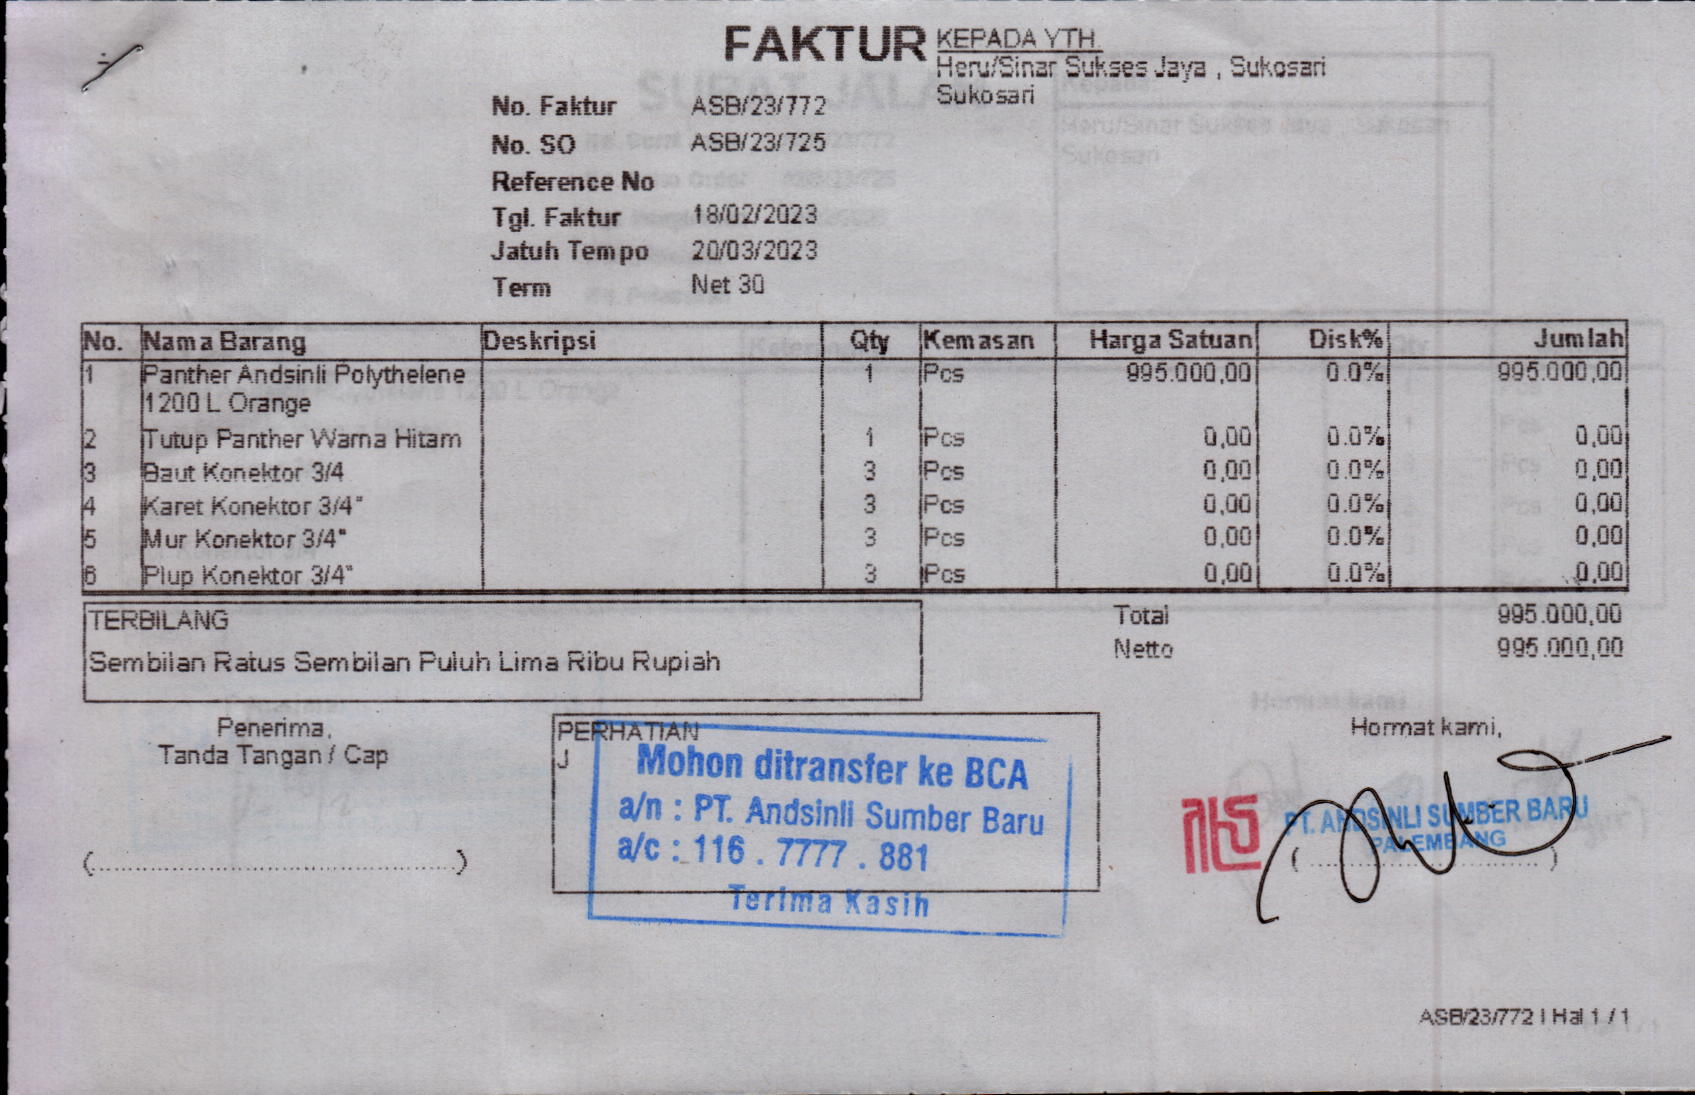 FAKTUR
KEPADA YTH.
Heru/Sinar Sukses Jaya , Sukosari
Sukosari
No. Faktur ASB/23/772
No. SO ASB/23/725
Reference No
Tgl. Faktur 18/02/2023
Jatuh Tempo 20/03/2023
Term Net 30
No. Nama Barang Deskripsi Qty Kemasan Harga Satuan Disk% Jumlah
1 Panther Andsinli Polythelene 1 Pcs 995.000,00 0.0% 995.000,00
1200 L Orange
2 Tutup Panther Warna Hitam 1 Pcs 0,00 0.0% 0,00
3 Baut Konektor 3/4 3 Pcs 0,00 0.0% 0,00
4 Karet Konektor 3/4" 3 Pcs 0,00 0.0% 0,00
5 Mur Konektor 3/4" 3 Pcs 0,00 0.0% 0,00
6 Plup Konektor 3/4" 3 Pcs 0,00 0.0% 0,00
TERBILANG
Sembilan Ratus Sembilan Puluh Lima Ribu Rupiah
Total 995.000,00
Netto 995.000,00
Penerima,
Tanda Tangan / Cap
(................................................)
PERHATIAN
J
Mohon ditransfer ke BCA
a/n : PT. Andsinli Sumber Baru
a/c : 116 . 7777 . 881
Terima Kasih
Hormat kami,
PT. ANDSINLI SUMBER BARU
PALEMBANG
(................................)
ASB/23/772 | Hal 1 / 1